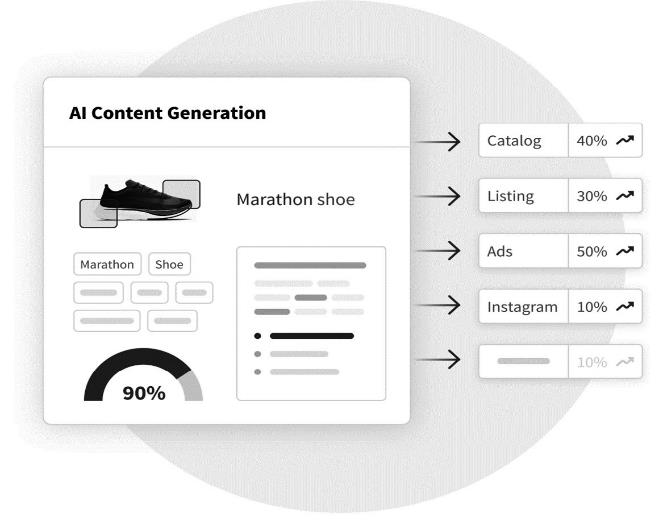 AI Content Generation
Marathon shoe
Marathon
Shoe
90%
Catalog 40%
Listing 30%
Ads 50%
Instagram 10%
10%